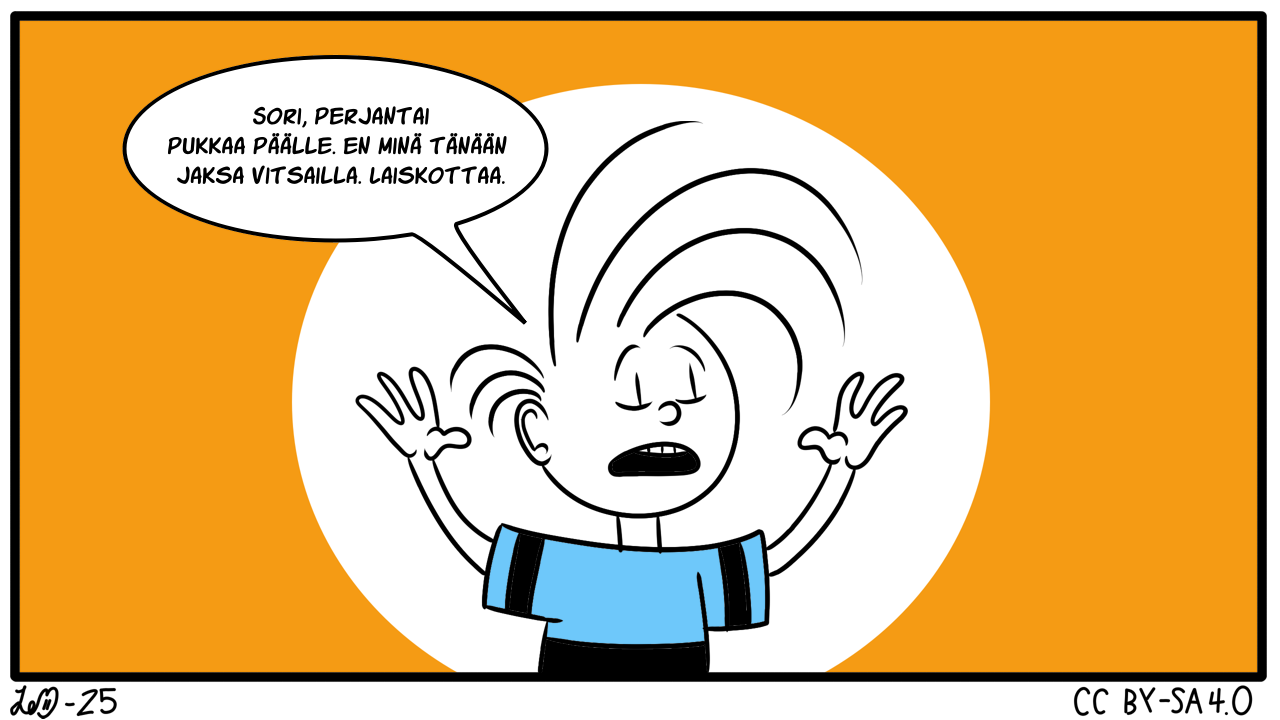 SORI, PERJANTAI
PUKKAA PÄÄLLE. EN MINÄ TÄNÄÄN
JAKSA VITSAILLA. LAISKOTTAA.
-25
CC BY-SA 4.0